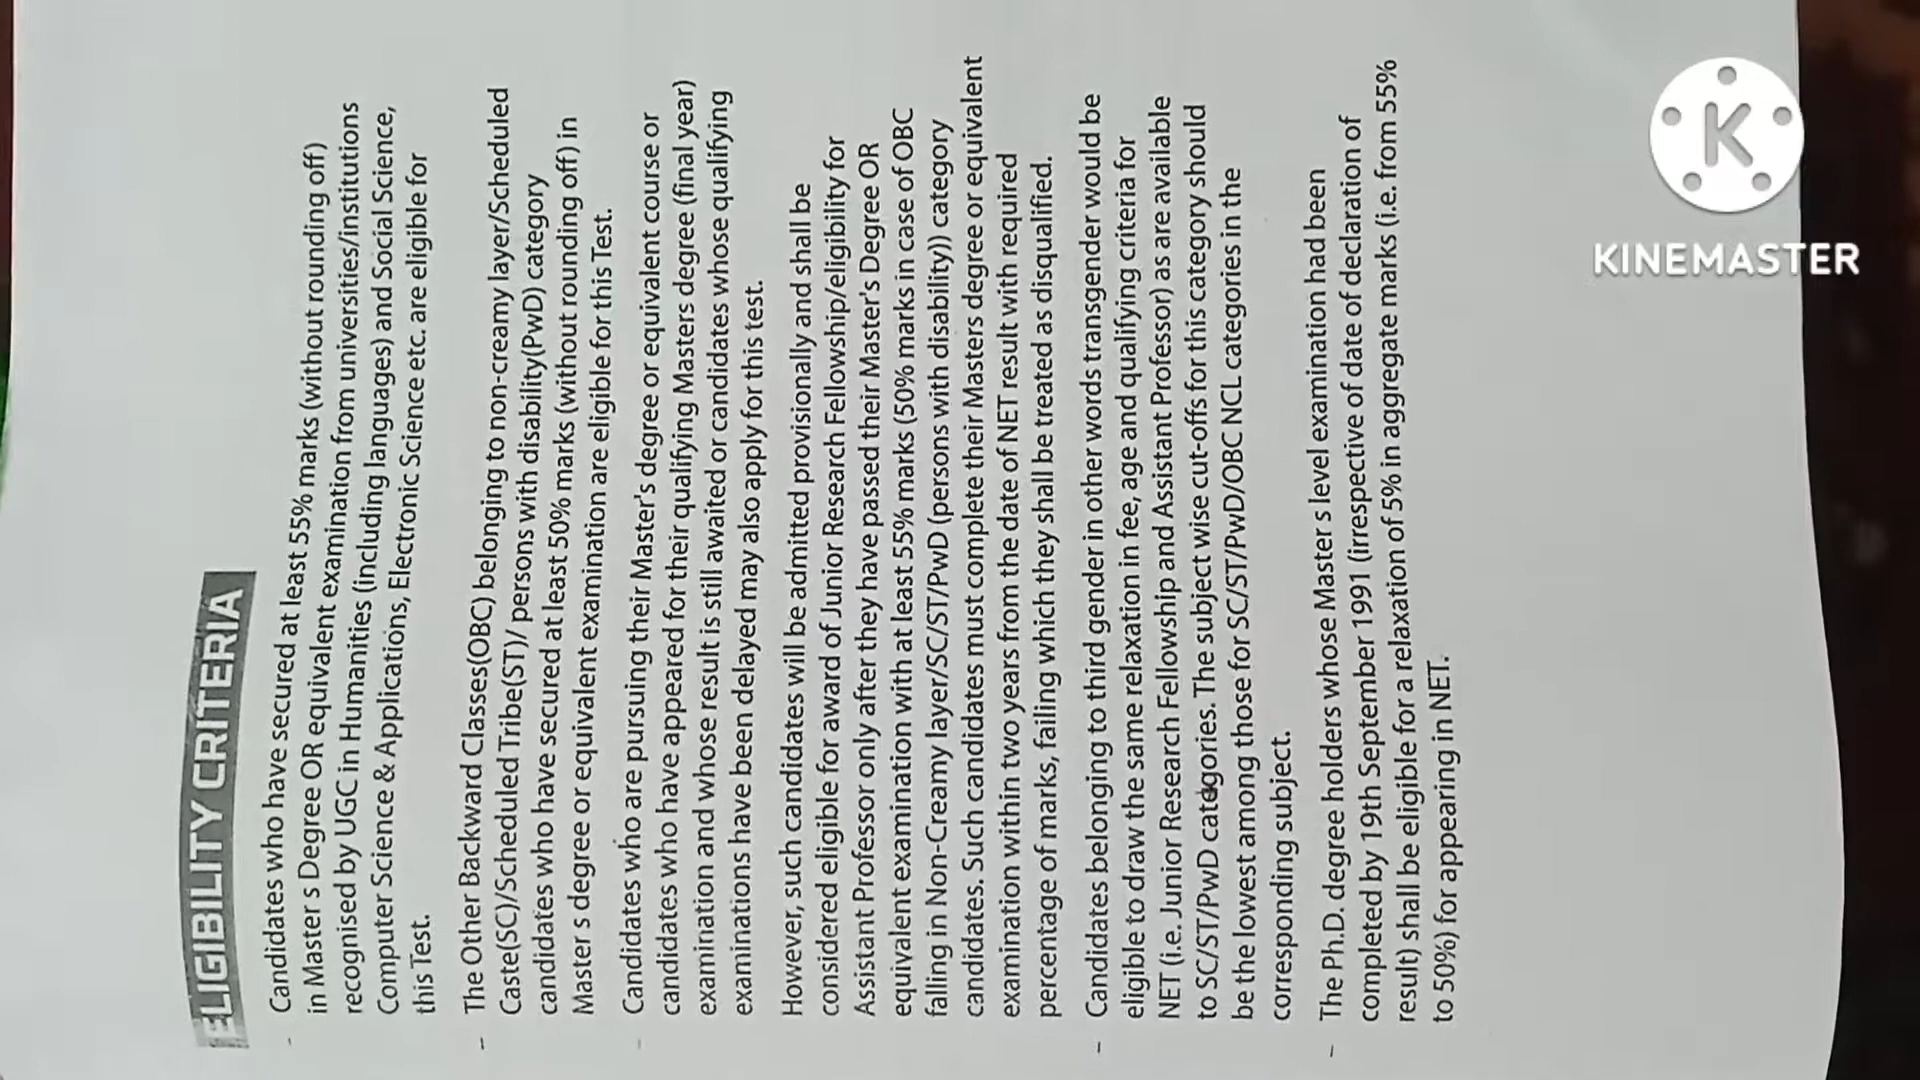 ELIGIBILITY CRITERIA
- Candidates who have secured at least 55% marks (without rounding off)
in Master s Degree OR equivalent examination from universities/institutions
recognised by UGC in Humanities (including languages) and Social Science,
Computer Science & Applications, Electronic Science etc. are eligible for
this Test.
- The Other Backward Classes(OBC) belonging to non-creamy layer/Scheduled
Caste(SC)/Scheduled Tribe(ST)/ persons with disability(PwD) category
candidates who have secured at least 50% marks (without rounding off) in
Master s degree or equivalent examination are eligible for this Test.
- Candidates who are pursuing their Master's degree or equivalent course or
candidates who have appeared for their qualifying Masters degree (final year)
examination and whose result is still awaited or candidates whose qualifying
examinations have been delayed may also apply for this test.
However, such candidates will be admitted provisionally and shall be
considered eligible for award of Junior Research Fellowship/eligibility for
Assistant Professor only after they have passed their Master's Degree OR
equivalent examination with at least 55% marks (50% marks in case of OBC
falling in Non-Creamy layer/SC/ST/PwD (persons with disability)) category
candidates. Such candidates must complete their Masters degree or equivalent
examination within two years from the date of NET result with required
percentage of marks, failing which they shall be treated as disqualified.
- Candidates belonging to third gender in other words transgender would be
eligible to draw the same relaxation in fee, age and qualifying criteria for
NET (i.e. Junior Research Fellowship and Assistant Professor) as are available
to SC/ST/PwD categories. The subject wise cut-offs for this category should
be the lowest among those for SC/ST/PwD/OBC NCL categories in the
corresponding subject.
- The Ph.D. degree holders whose Master s level examination had been
completed by 19th September 1991 (irrespective of date of declaration of
result) shall be eligible for a relaxation of 5% in aggregate marks (i.e. from 55%
to 50%) for appearing in NET.
K
KINEMASTER